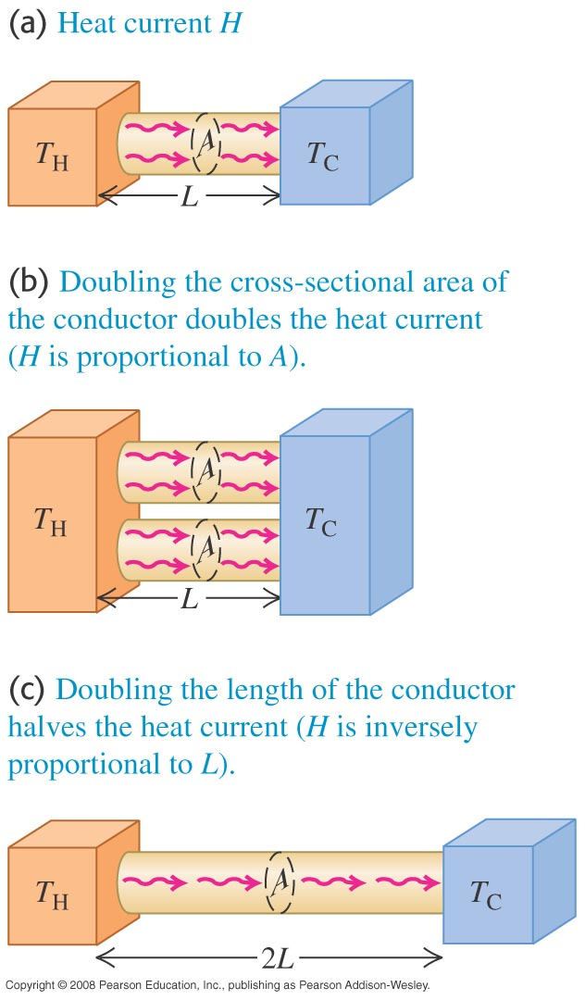 (a) Heat current H
T_H
A
T_C
L
(b) Doubling the cross-sectional area of
the conductor doubles the heat current
(H is proportional to A).
T_H
A
A
T_C
L
(c) Doubling the length of the conductor
halves the heat current (H is inversely
proportional to L).
T_H
A
T_C
2L
Copyright © 2008 Pearson Education, Inc., publishing as Pearson Addison-Wesley.